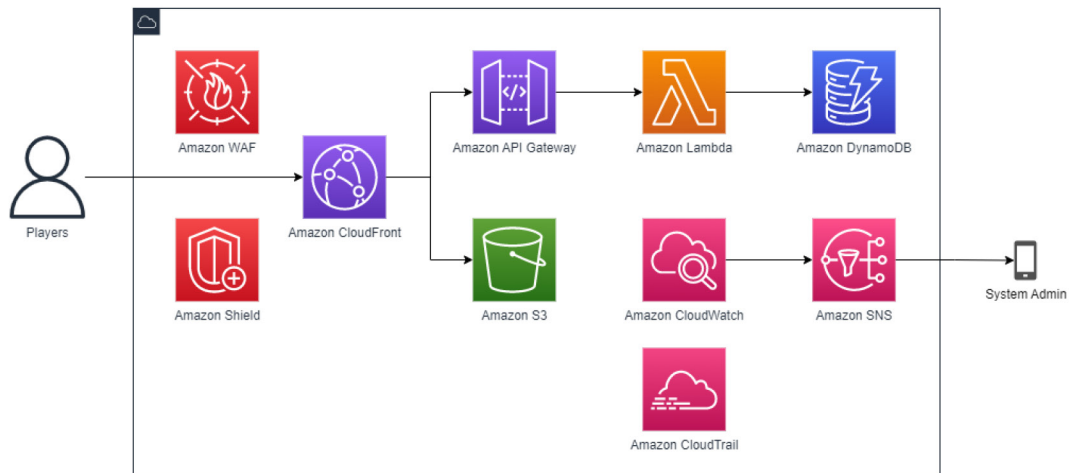 Amazon WAF
Amazon API Gateway
Amazon Lambda
Amazon DynamoDB
Players
Amazon CloudFront
Amazon Shield
Amazon S3
Amazon CloudWatch
Amazon SNS
System Admin
Amazon CloudTrail